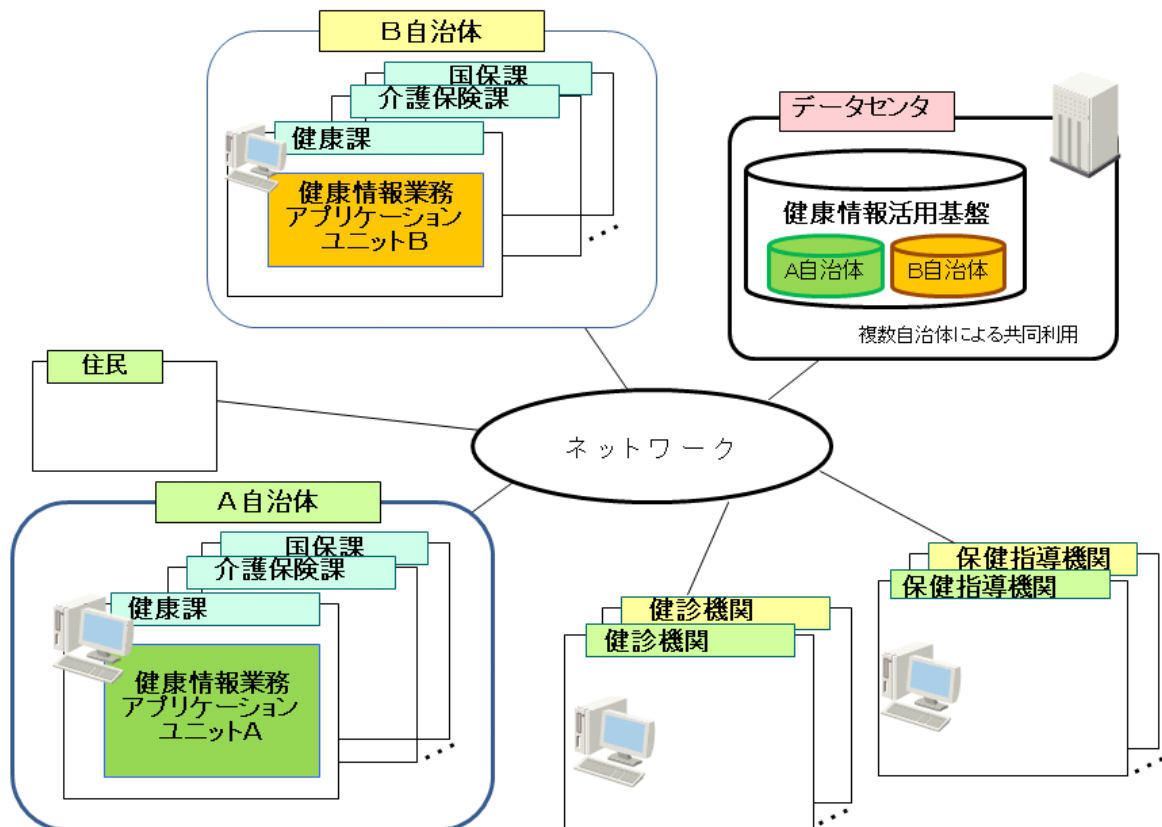 B自治体
国保課
介護保険課
健康課
健康情報業務
アプリケーション
ユニットB
データセンタ
健康情報活用基盤
A自治体
B自治体
複数自治体による共同利用
住民
ネットワーク
A自治体
国保課
介護保険課
健康課
健康情報業務
アプリケーション
ユニットA
健診機関
健診機関
保健指導機関
保健指導機関